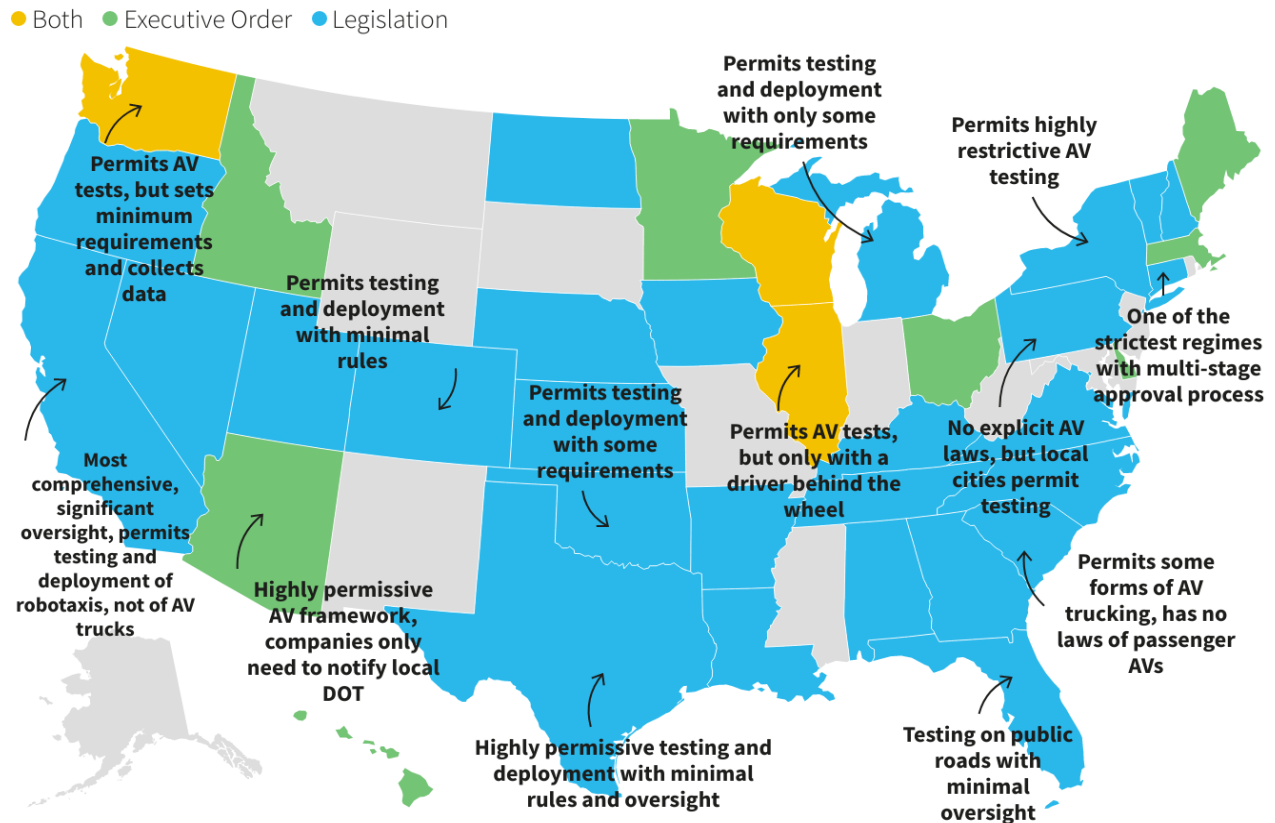 Both Executive Order Legislation
Permits testing
and deployment
with only some
requirements
Permits highly
restrictive AV
testing
Permits AV
tests, but sets
minimum
requirements
and collects
data
Permits testing
and deployment
with minimal
rules
One of the
strictest regimes
with multi-stage
approval process
Permits testing
and deployment
with some
requirements
Permits AV tests,
but only with a
driver behind the
wheel
No explicit AV
laws, but local
cities permit
testing
Most
comprehensive,
significant
oversight, permits
testing and
deployment of
robotaxis, not of AV
trucks
Highly permissive
AV framework,
companies only
need to notify local
DOT
Permits some
forms of AV
trucking, has no
laws of passenger
AVs
Highly permissive testing and
deployment with minimal
rules and oversight
Testing on public
roads with
minimal
oversight